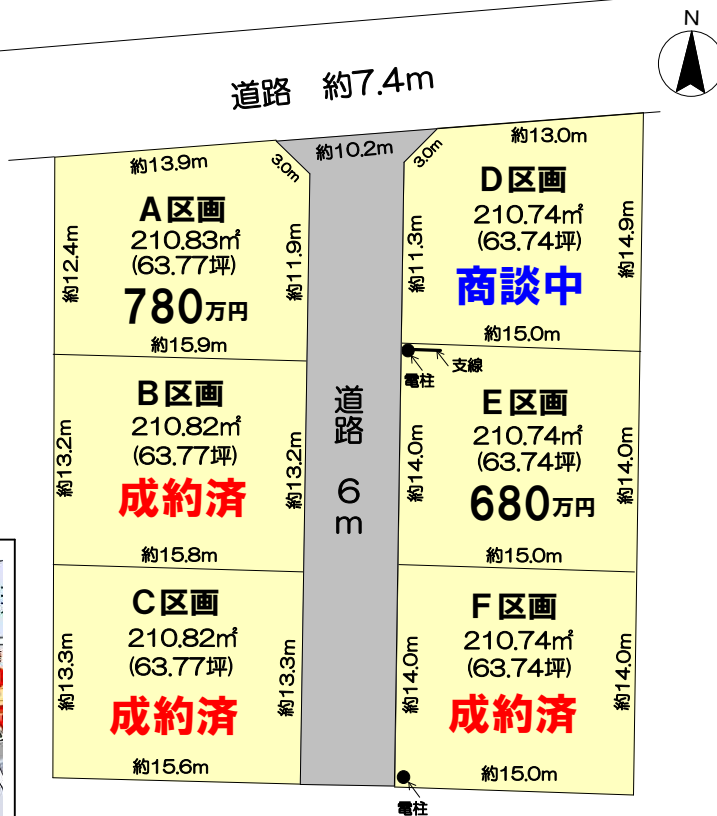 N
道路 約7.4m
約13.9m
3.0m
約10.2m
3.0m
約13.0m
A区画
210.83㎡
(63.77坪)
780万円
約12.4m
約11.9m
約15.9m
D区画
210.74㎡
(63.74坪)
商談中
約11.3m
約14.9m
約15.0m
電柱
支線
B区画
210.82㎡
(63.77坪)
成約済
約13.2m
約13.2m
約15.8m
道路 6m
E区画
210.74㎡
(63.74坪)
680万円
約14.0m
約14.0m
約15.0m
C区画
210.82㎡
(63.77坪)
成約済
約13.3m
約13.3m
約15.6m
F区画
210.74㎡
(63.74坪)
成約済
約14.0m
約14.0m
約15.0m
電柱